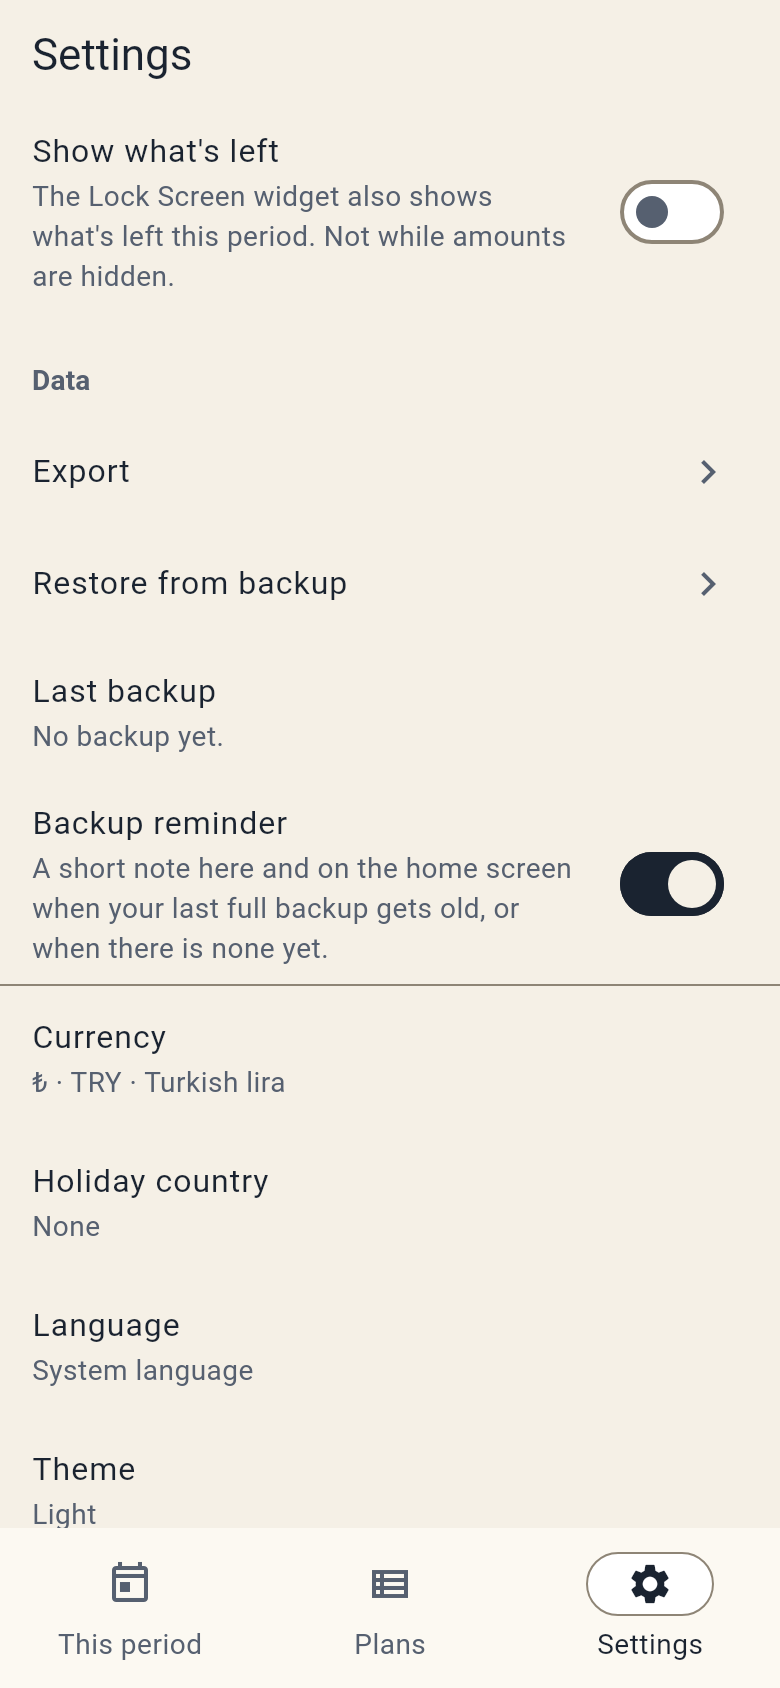 Settings
Show what's left
The Lock Screen widget also shows
what's left this period. Not while amounts
are hidden.
Data
Export
Restore from backup
Last backup
No backup yet.
Backup reminder
A short note here and on the home screen
when your last full backup gets old, or
when there is none yet.
Currency
₺ · TRY · Turkish lira
Holiday country
None
Language
System language
Theme
Light
This period
Plans
Settings